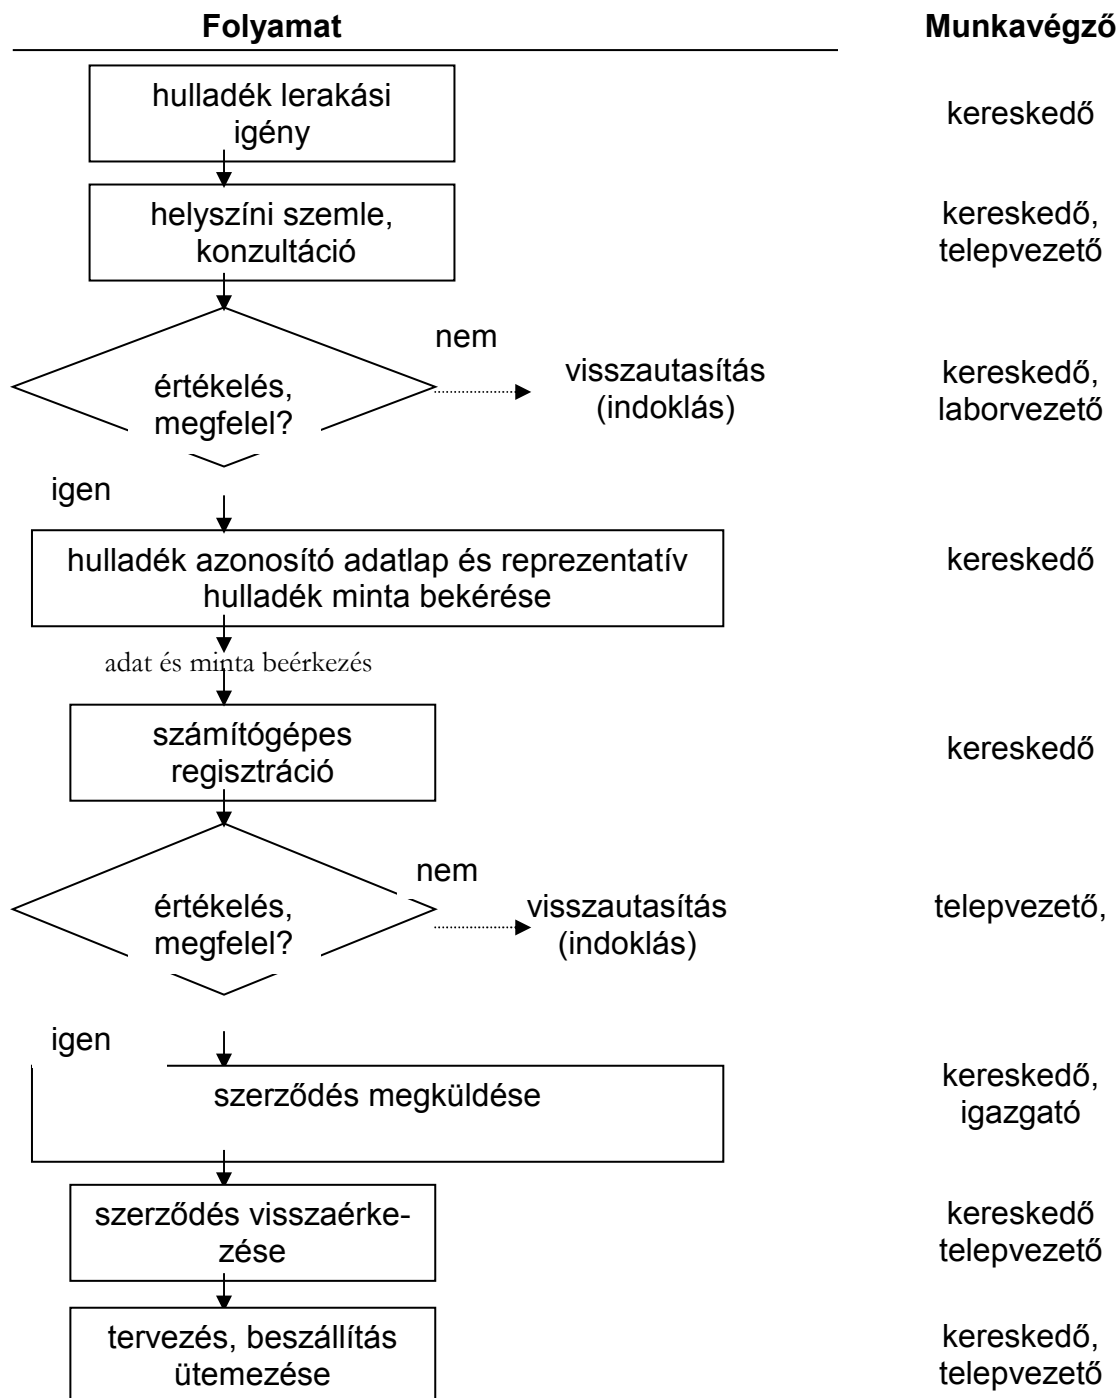 Folyamat
Munkavégző
hulladék lerakási
igény
kereskedő
helyszíni szemle,
konzultáció
kereskedő,
telepvezető
nem
értékelés,
megfelel?
visszautasítás
(indoklás)
kereskedő,
laborvezető
igen
hulladék azonosító adatlap és reprezentatív
hulladék minta bekérése
kereskedő
adat és minta beérkezés
számítógépes
regisztráció
kereskedő
nem
értékelés,
megfelel?
visszautasítás
(indoklás)
telepvezető,
igen
szerződés megküldése
kereskedő,
igazgató
szerződés visszaérke-
zése
kereskedő
telepvezető
tervezés, beszállítás
ütemezése
kereskedő,
telepvezető